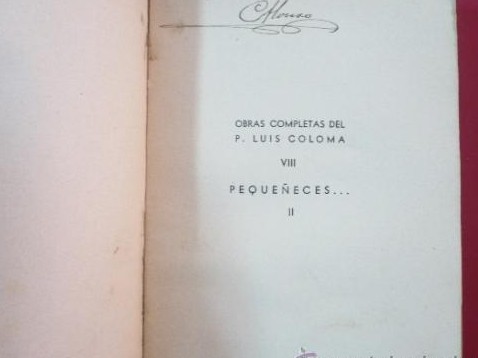 OBRAS COMPLETAS DEL
P. LUIS COLOMA
VIII
PEQUEÑECES...
II